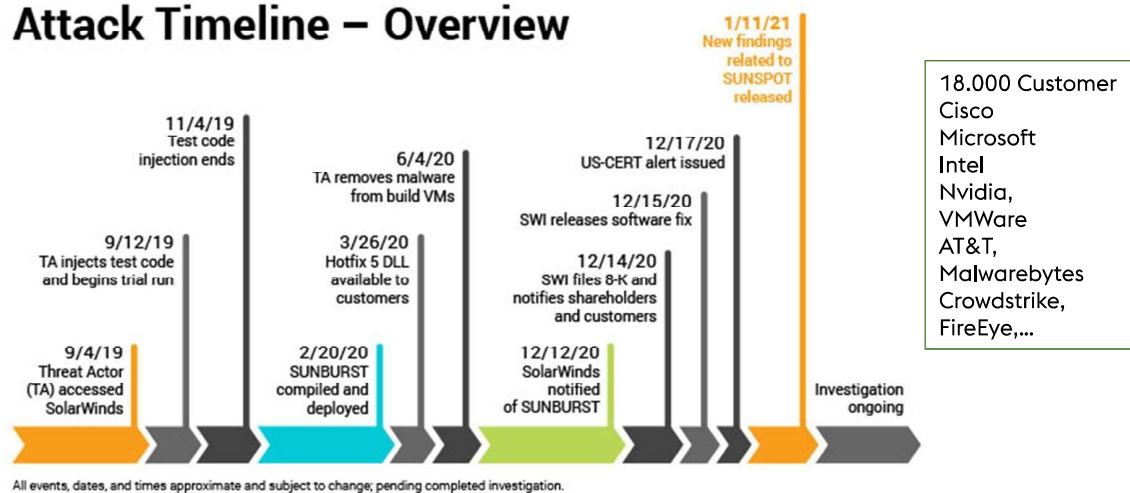 Attack Timeline – Overview
9/4/19
Threat Actor
(TA) accessed
SolarWinds
9/12/19
TA injects test code
and begins trial run
11/4/19
Test code
injection ends
2/20/20
SUNBURST
compiled and
deployed
3/26/20
Hotfix 5 DLL
available to
customers
6/4/20
TA removes malware
from build VMs
12/12/20
SolarWinds
notified
of SUNBURST
12/14/20
SWI files 8-K and
notifies shareholders
and customers
12/15/20
SWI releases software fix
12/17/20
US-CERT alert issued
1/11/21
New findings
related to
SUNSPOT
released
Investigation
ongoing
18.000 Customer
Cisco
Microsoft
Intel
Nvidia,
VMWare
AT&T,
Malwarebytes
Crowdstrike,
FireEye,...
All events, dates, and times approximate and subject to change; pending completed investigation.